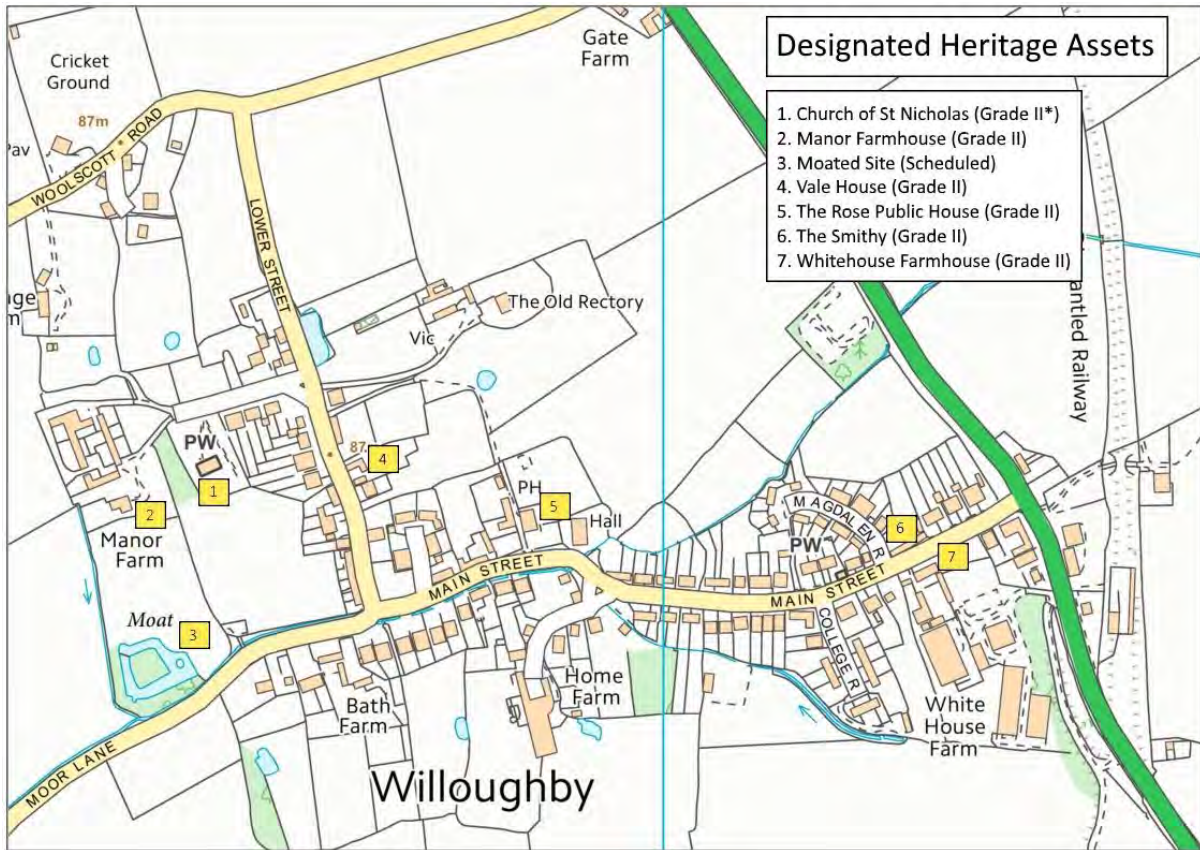 Designated Heritage Assets
1. Church of St Nicholas (Grade II*)
2. Manor Farmhouse (Grade II)
3. Moated Site (Scheduled)
4. Vale House (Grade II)
5. The Rose Public House (Grade II)
6. The Smithy (Grade II)
7. Whitehouse Farmhouse (Grade II)
Gate
Farm
Cricket
Ground
87m
WOOLSCOTT ROAD
LOWER STREET
The Old Rectory
Vic
antled Railway
PW
87
4
1
2
Manor
Farm
PH
5
Hall
MAGDALEN R
6
PW
7
MAIN STREET
MAIN STREET
Moat
3
COLLEGE R
Home
Farm
Bath
Farm
White
House
Farm
MOOR LANE
Willoughby